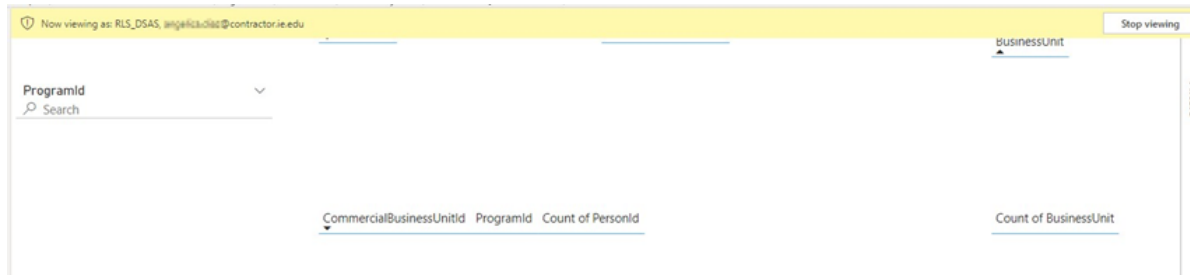 Now viewing as: RLS_DSAS, @contractor.ie.edu
Stop viewing
BusinessUnit
ProgramId
Search
CommercialBusinessUnitId ProgramId Count of PersonId
Count of BusinessUnit